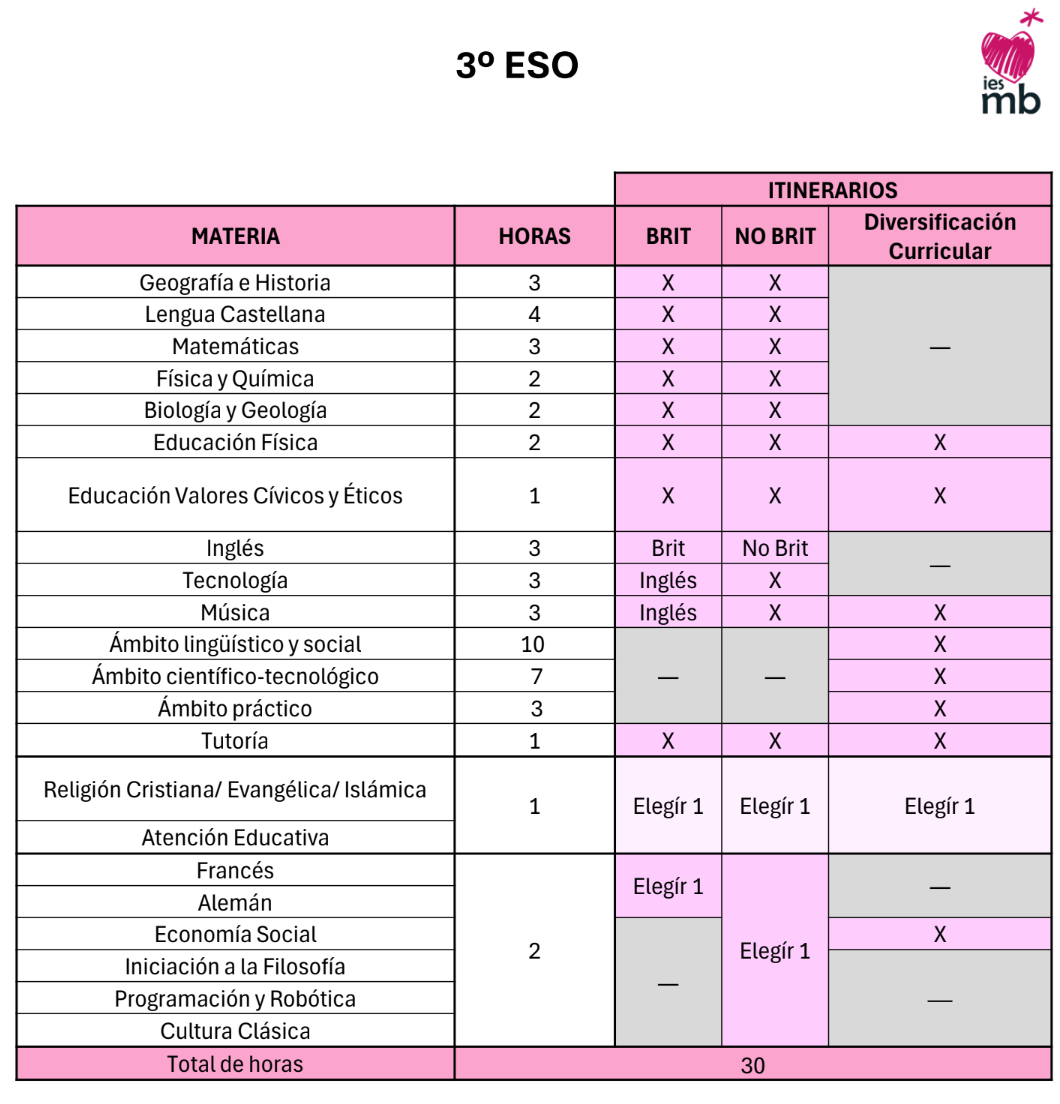 3º ESO
ies
mb
ITINERARIOS
MATERIA HORAS BRIT NO BRIT Diversificación
Curricular
Geografía e Historia 3 X X
Lengua Castellana 4 X X
Matemáticas 3 X X —
Física y Química 2 X X
Biología y Geología 2 X X
Educación Física 2 X X X
Educación Valores Cívicos y Éticos 1 X X X
Inglés 3 Brit No Brit —
Tecnología 3 Inglés X
Música 3 Inglés X X
Ámbito lingüístico y social 10 X
Ámbito científico-tecnológico 7 — — X
Ámbito práctico 3 X
Tutoría 1 X X X
Religión Cristiana/ Evangélica/ Islámica
1 Elegír 1 Elegír 1 Elegír 1
Atención Educativa
Francés
Elegír 1 —
Alemán
Economía Social X
2 Elegír 1
Iniciación a la Filosofía
— —
Programación y Robótica
Cultura Clásica
Total de horas 30